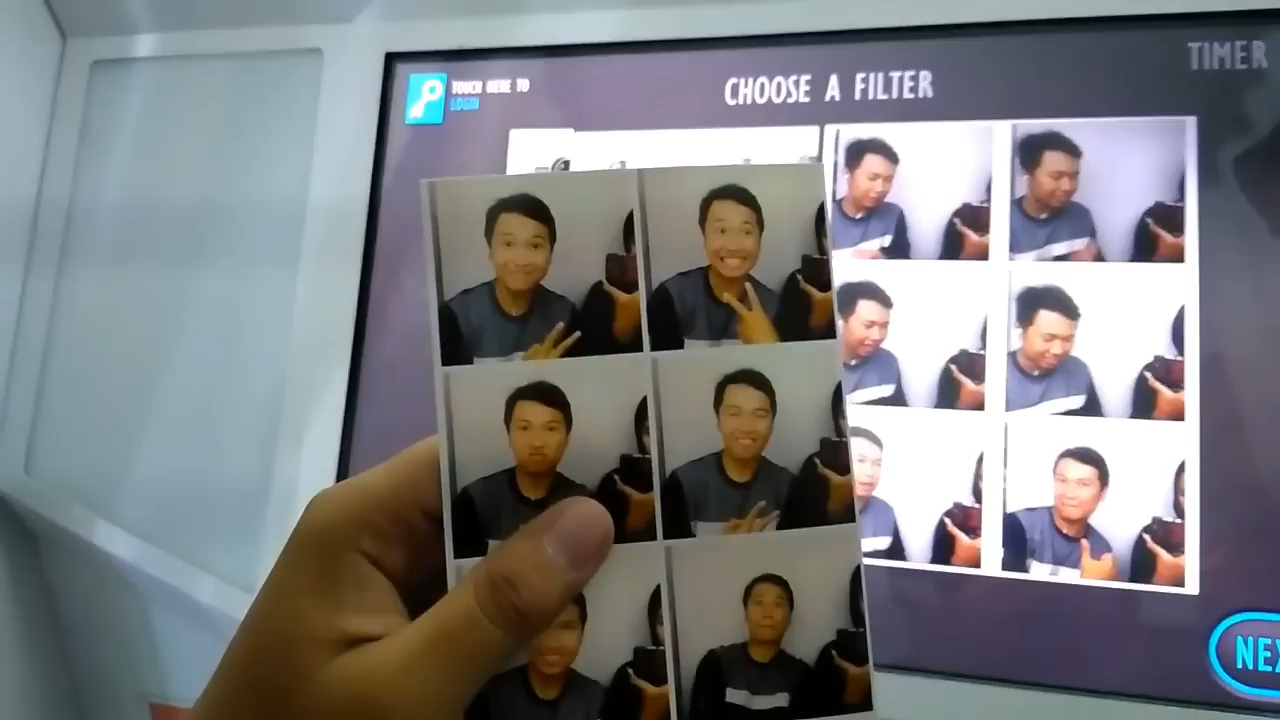 TOUCH HERE TO
LOGIN
CHOOSE A FILTER
TIMER
NEX